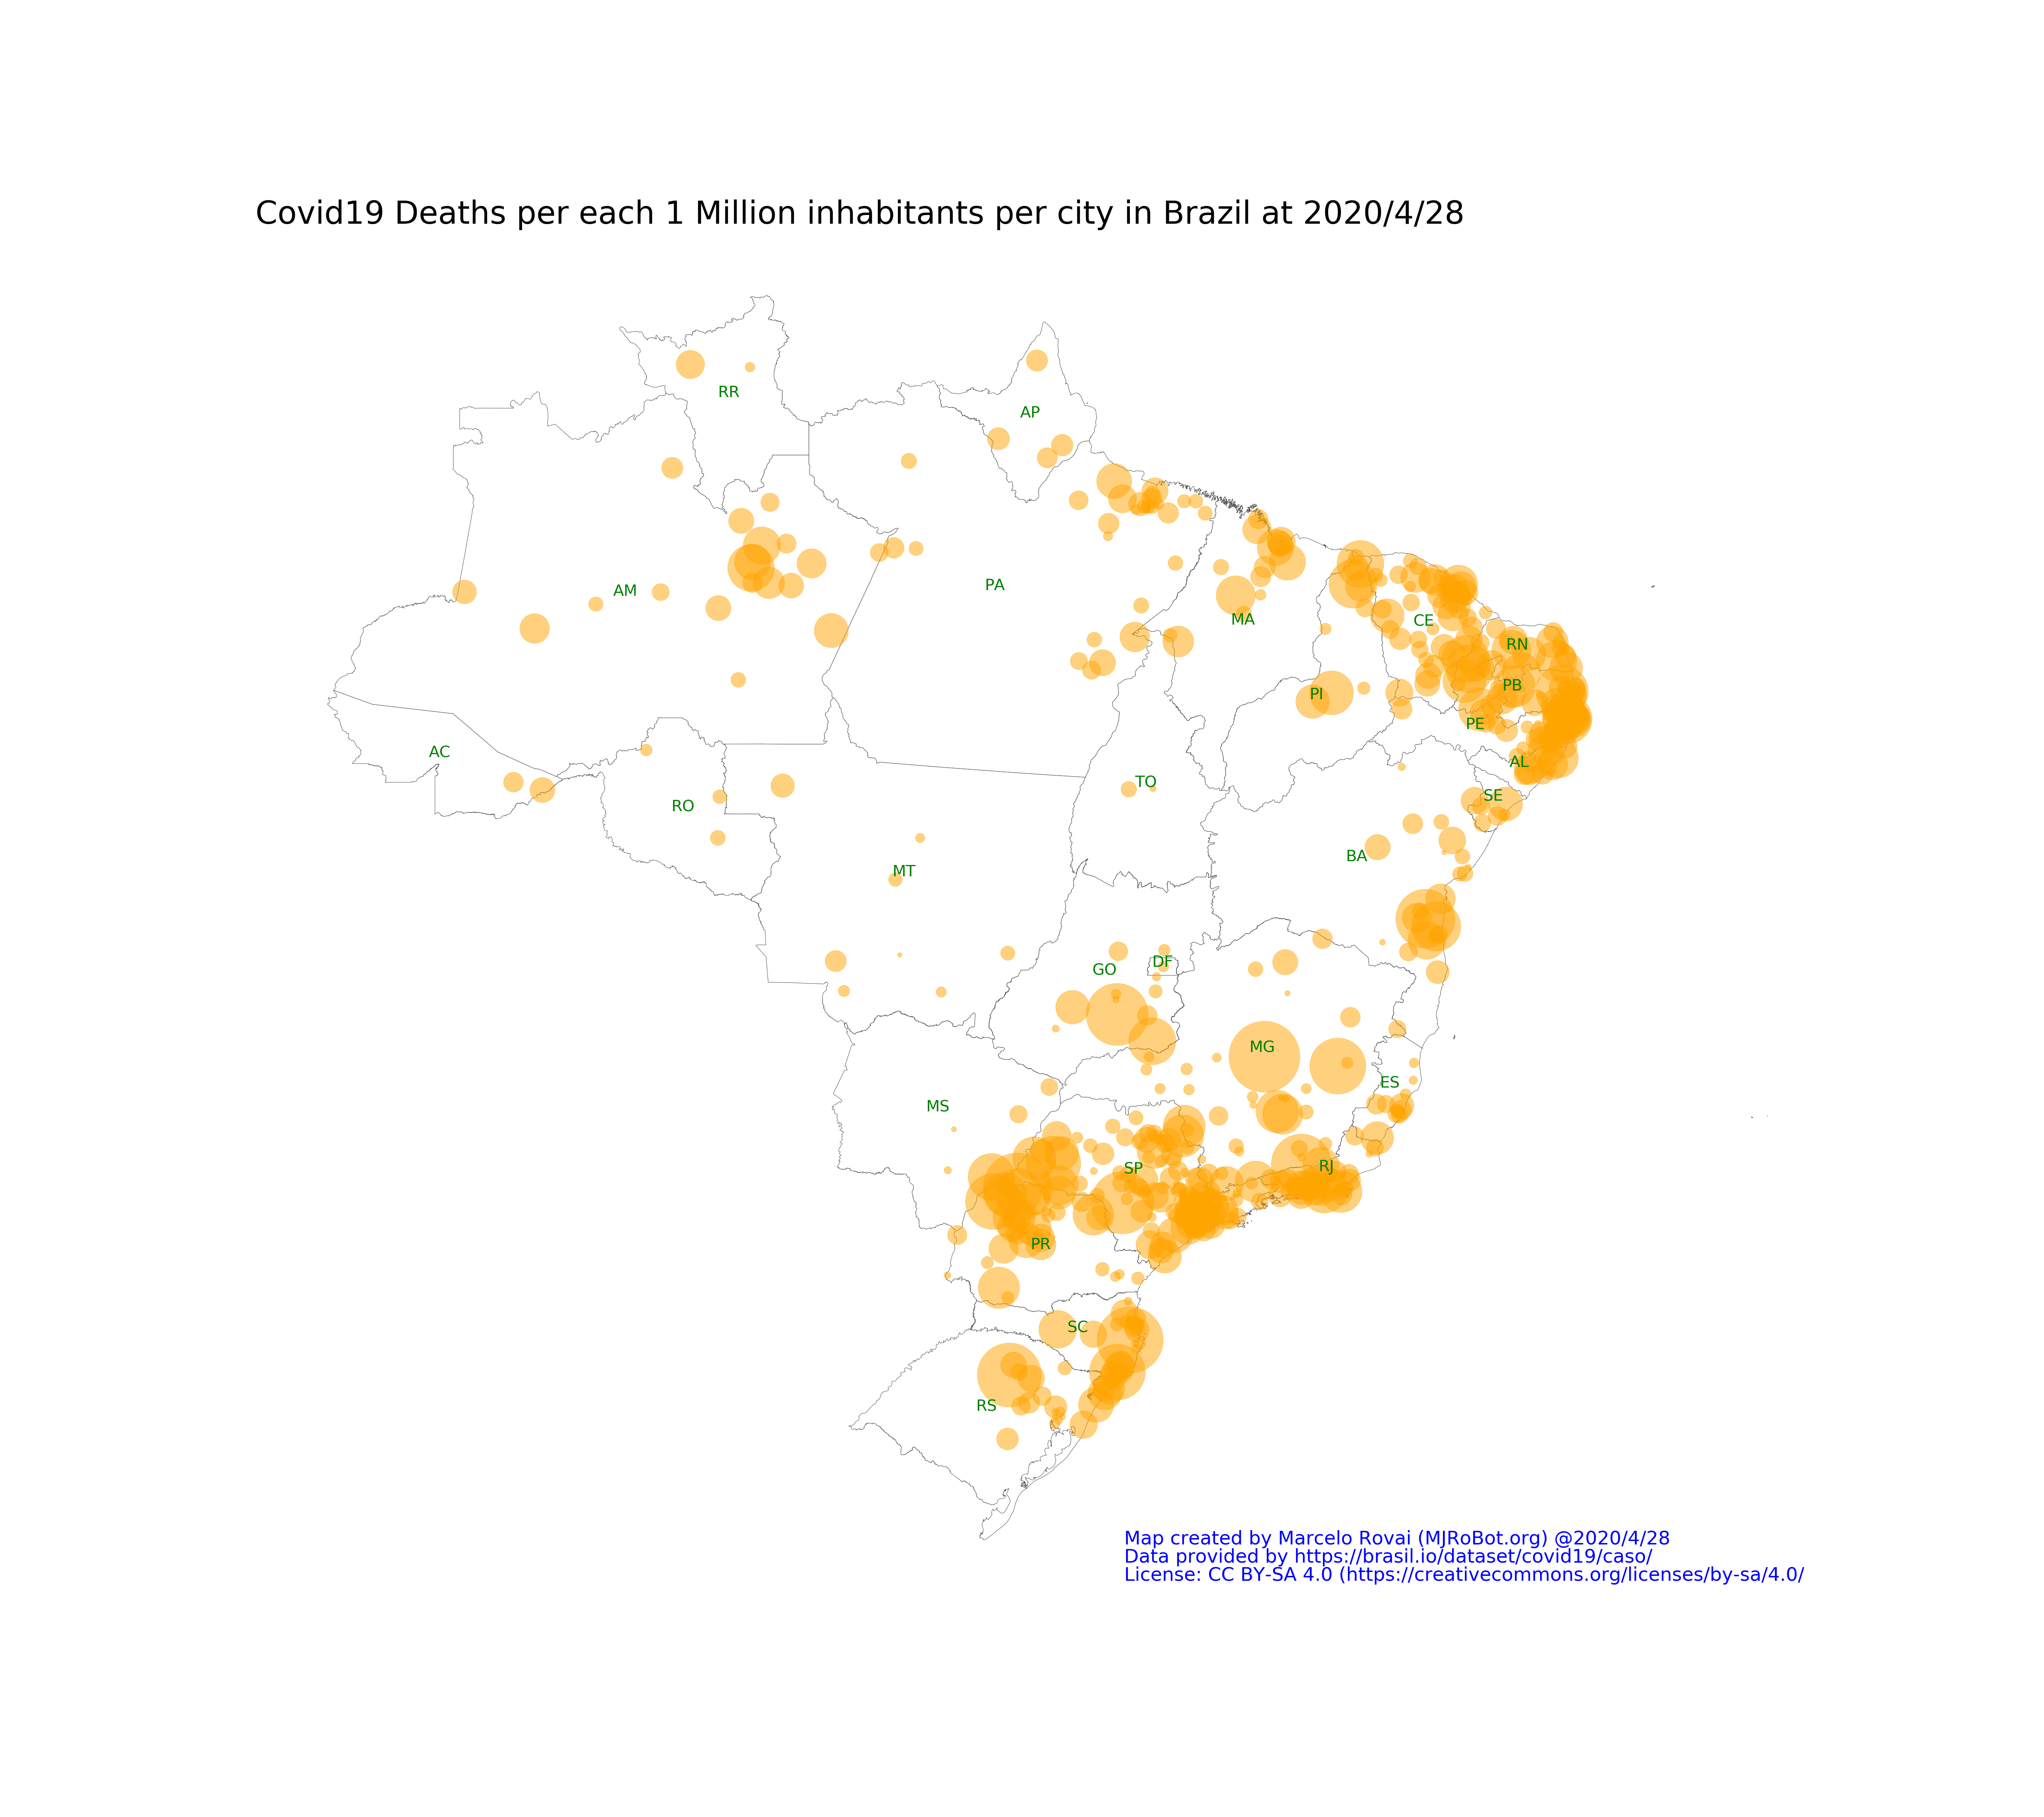 Covid19 Deaths per each 1 Million inhabitants per city in Brazil at 2020/4/28
RR
AP
AM
PA
MA
CE
RN
PB
PI
PE
AC
AL
TO
SE
RO
BA
MT
DF
GO
MG
ES
MS
SP
RJ
PR
SC
RS
Map created by Marcelo Rovai (MJRoBot.org) @2020/4/28
Data provided by https://brasil.io/dataset/covid19/caso/
License: CC BY-SA 4.0 (https://creativecommons.org/licenses/by-sa/4.0/